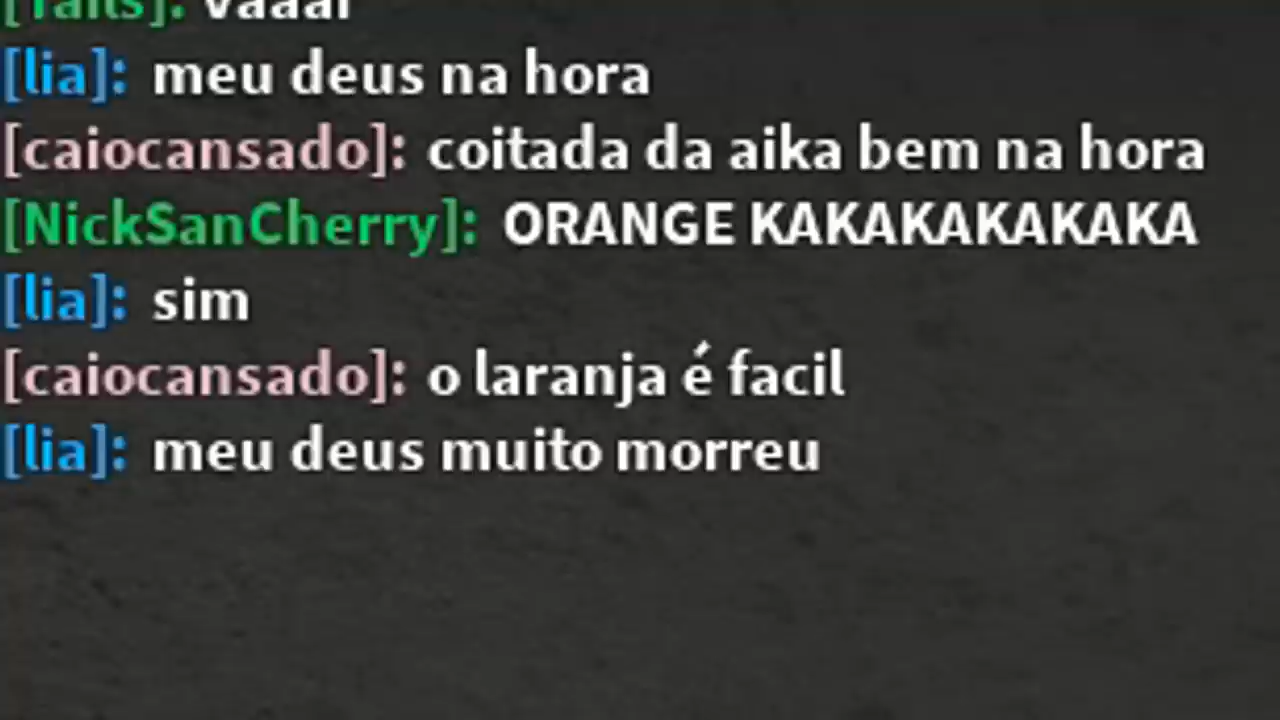 [lia]: meu deus na hora
[caiocansado]: coitada da aika bem na hora
[NickSanCherry]: ORANGE KAKAKAKAKAKA
[lia]: sim
[caiocansado]: o laranja é facil
[lia]: meu deus muito morreu